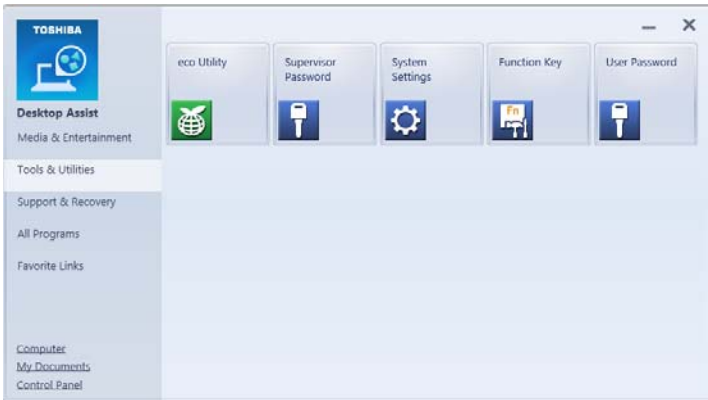 TOSHIBA
Desktop Assist
Media & Entertainment
Tools & Utilities
Support & Recovery
All Programs
Favorite Links
Computer
My Documents
Control Panel
eco Utility
Supervisor
Password
System
Settings
Function Key
Fn
User Password